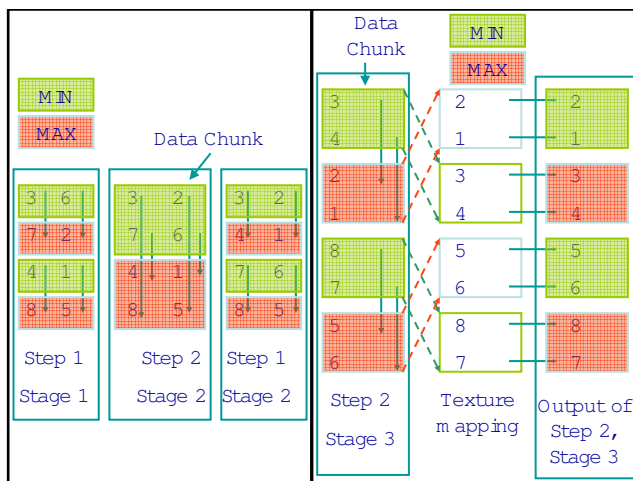 MIN
MAX
Data Chunk
3 6
7 2
4 1
8 5
Step 1
Stage 1
3 2
7 6
4 1
8 5
Step 2
Stage 2
3 2
4 1
7 6
8 5
Step 1
Stage 2
Data
Chunk
MIN
MAX
3
4
2
1
8
7
5
6
Step 2
Stage 3
2
1
3
4
5
6
8
7
Texture
mapping
2
1
3
4
5
6
8
7
Output of
Step 2,
Stage 3